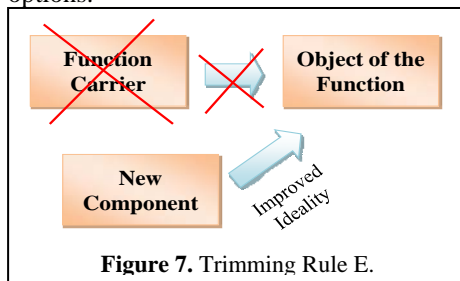 options.
Function
Carrier
Object of the
Function
New
Component
Improved
Ideality
Figure 7. Trimming Rule E.